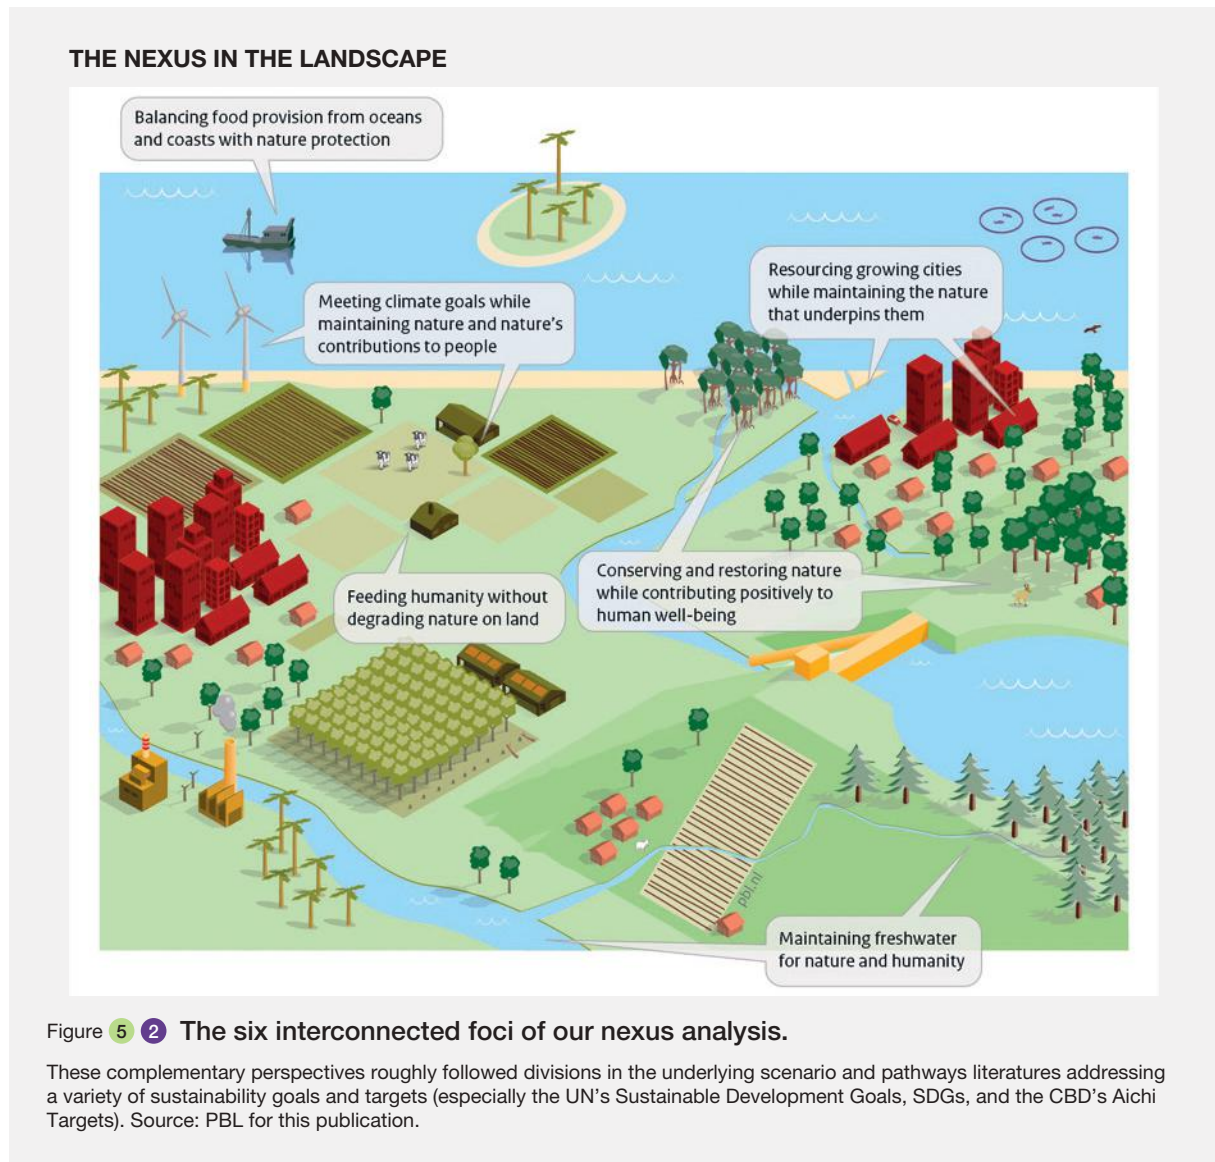 THE NEXUS IN THE LANDSCAPE
Balancing food provision from oceans
and coasts with nature protection
Resourcing growing cities
while maintaining the nature
that underpins them
Meeting climate goals while
maintaining nature and nature's
contributions to people
Conserving and restoring nature
while contributing positively to
human well-being
Feeding humanity without
degrading nature on land
pbl.nl
Maintaining freshwater
for nature and humanity
Figure 5 2 The six interconnected foci of our nexus analysis.
These complementary perspectives roughly followed divisions in the underlying scenario and pathways literatures addressing
a variety of sustainability goals and targets (especially the UN's Sustainable Development Goals, SDGs, and the CBD's Aichi
Targets). Source: PBL for this publication.